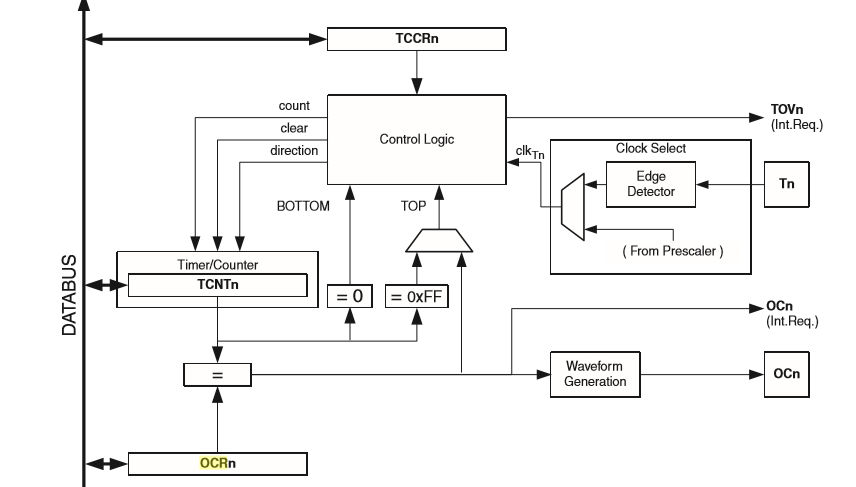 TCCRn
count
clear
direction
Control Logic
TOVn
(Int.Req.)
clkTn
Clock Select
Edge
Detector
Tn
( From Prescaler )
BOTTOM
TOP
Timer/Counter
TCNTn
= 0
= 0xFF
DATABUS
OCn
(Int.Req.)
=
Waveform
Generation
OCn
OCRn